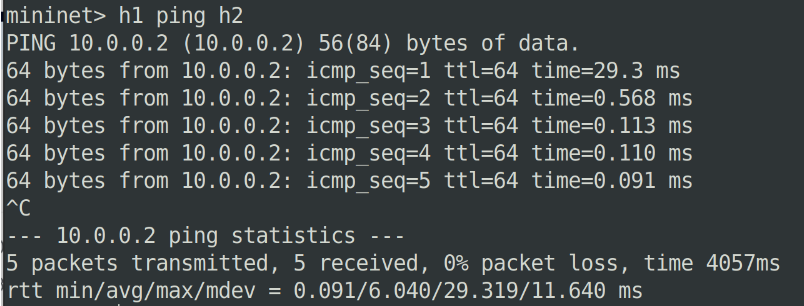 mininet> h1 ping h2
PING 10.0.0.2 (10.0.0.2) 56(84) bytes of data.
64 bytes from 10.0.0.2: icmp_seq=1 ttl=64 time=29.3 ms
64 bytes from 10.0.0.2: icmp_seq=2 ttl=64 time=0.568 ms
64 bytes from 10.0.0.2: icmp_seq=3 ttl=64 time=0.113 ms
64 bytes from 10.0.0.2: icmp_seq=4 ttl=64 time=0.110 ms
64 bytes from 10.0.0.2: icmp_seq=5 ttl=64 time=0.091 ms
^C
--- 10.0.0.2 ping statistics ---
5 packets transmitted, 5 received, 0% packet loss, time 4057ms
rtt min/avg/max/mdev = 0.091/6.040/29.319/11.640 ms